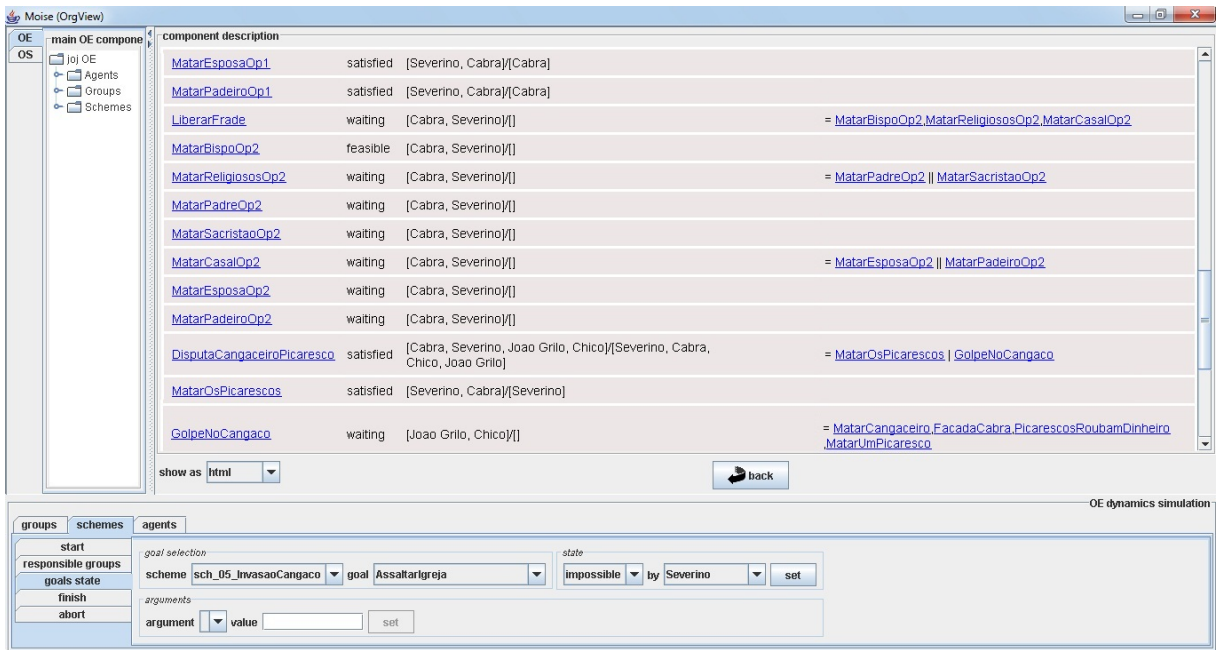 Moise (OrgView)
OE
OS
main OE compone
joj OE
Agents
Groups
Schemes
component description
MatarEsposaOp1 satisfied [Severino, Cabra]/[Cabra]
MatarPadeiroOp1 satisfied [Severino, Cabra]/[Cabra]
LiberarFrade waiting [Cabra, Severino]/[] = MatarBispoOp2,MatarReligiososOp2,MatarCasalOp2
MatarBispoOp2 feasible [Cabra, Severino]/[]
MatarReligiososOp2 waiting [Cabra, Severino]/[] = MatarPadreOp2 || MatarSacristaoOp2
MatarPadreOp2 waiting [Cabra, Severino]/[]
MatarSacristaoOp2 waiting [Cabra, Severino]/[]
MatarCasalOp2 waiting [Cabra, Severino]/[] = MatarEsposaOp2 || MatarPadeiroOp2
MatarEsposaOp2 waiting [Cabra, Severino]/[]
MatarPadeiroOp2 waiting [Cabra, Severino]/[]
DisputaCangaceiroPicaresco satisfied [Cabra, Severino, Joao Grilo, Chico]/[Severino, Cabra, = MatarOsPicarescos | GolpeNoCangaco
Chico, Joao Grilo]
MatarOsPicarescos satisfied [Severino, Cabra]/[Severino]
GolpeNoCangaco waiting [Joao Grilo, Chico]/[] = MatarCangaceiro,FacadaCabra,PicarescosRoubamDinheiro
,MatarUmPicaresco
show as html
back
OE dynamics simulation
groups schemes agents
start
responsible groups
goals state
finish
abort
goal selection
scheme sch_05_InvasaoCangaco goal AssaltarIgreja
state
impossible by Severino set
arguments
argument value set